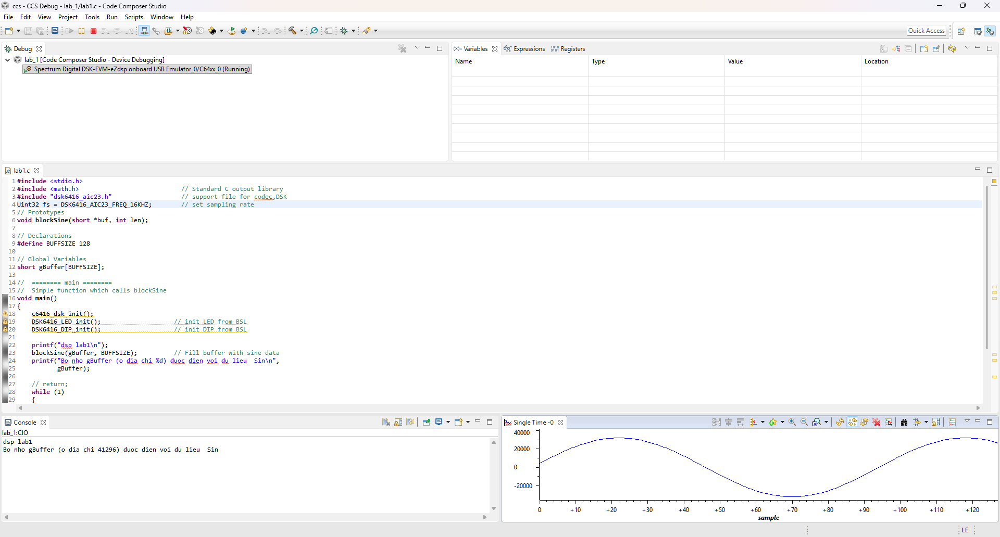 ccs - CCS Debug - lab_1/lab1.c - Code Composer Studio
File Edit View Project Tools Run Scripts Window Help
Quick Access
Debug
lab_1 [Code Composer Studio - Device Debugging]
Spectrum Digital DSK-EVM-eZdsp onboard USB Emulator_0/C64xx_0 (Running)
(x)= Variables Expressions 1010 0101 Registers
Name Type Value Location
lab1.c
1 #include <stdio.h>
2 #include <math.h> // Standard C output library
3 #include "dsk6416_aic23.h" // support file for codec,DSK
4 Uint32 fs = DSK6416_AIC23_FREQ_16KHZ; // set sampling rate
5 // Prototypes
6 void blockSine(short *buf, int len);
7
8 // Declarations
9 #define BUFFSIZE 128
10
11 // Global Variables
12 short gBuffer[BUFFSIZE];
13
14 // ======== main ========
15 // Simple function which calls blockSine
16 void main()
17 {
18 c6416_dsk_init();
19 DSK6416_LED_init(); // init LED from BSL
20 DSK6416_DIP_init(); // init DIP from BSL
21
22 printf("dsp lab1\n");
23 blockSine(gBuffer, BUFFSIZE); // Fill buffer with sine data
24 printf("Bo nho gBuffer (o dia chi %d) duoc dien voi du lieu  Sin\n",
25 gBuffer);
26
27 // return;
28 while (1)
29 {
Console
lab_1:CIO
dsp lab1
Bo nho gBuffer (o dia chi 41296) duoc dien voi du lieu  Sin
Single Time -0
40000
20000
0
-20000
0 +10 +20 +30 +40 +50 +60 +70 +80 +90 +100 +110 +120
sample
LE